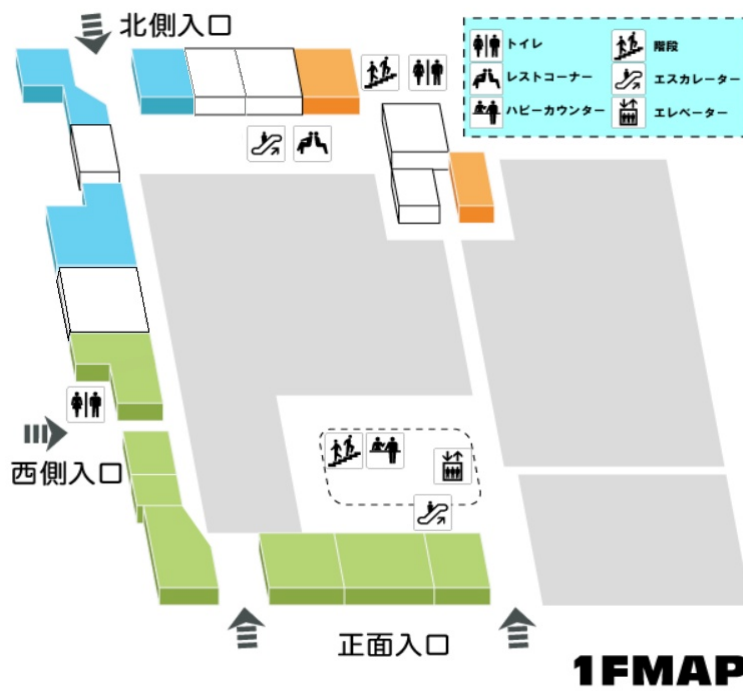 北側入口
トイレ
階段
レストコーナー
エスカレーター
ハピーカウンター
エレベーター
西側入口
正面入口
1FMAP